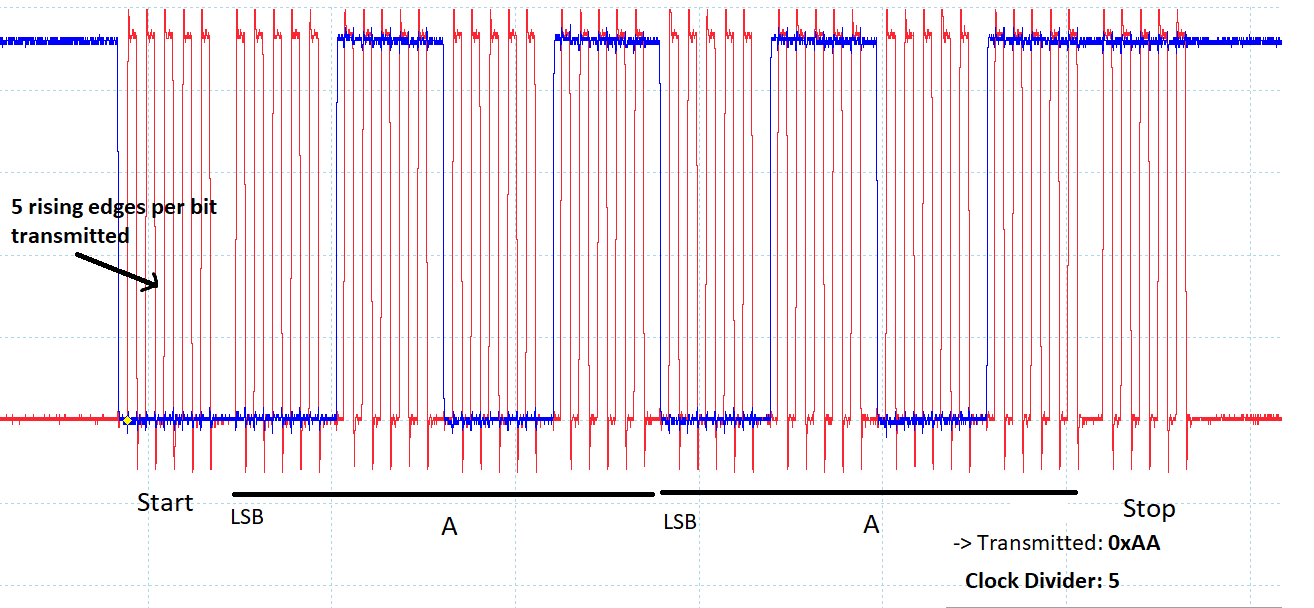 5 rising edges per bit
transmitted
Start
LSB
A
LSB
A
Stop
-> Transmitted: 0xAA
Clock Divider: 5